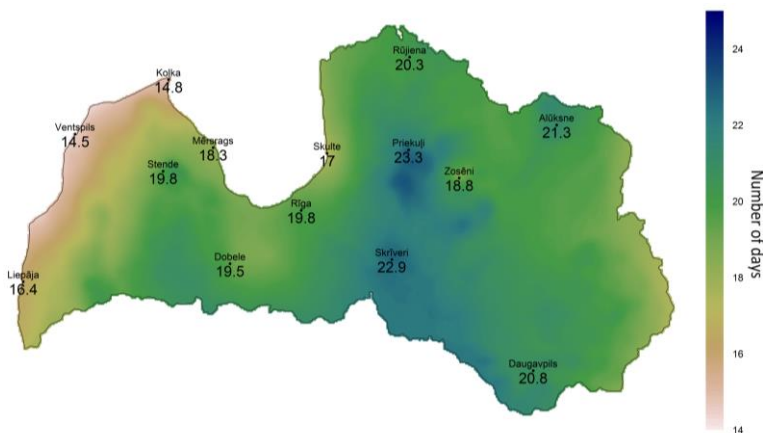 Rūjiena
20.3
Kolka
14.8
Ventspils
14.5
Alūksne
21.3
Mērsrags
18.3
Skulte
17
Priekuļi
23.3
Stende
19.8
Zosēni
18.8
Rīga
19.8
Skrīveri
22.9
Dobele
19.5
Liepāja
16.4
Daugavpils
20.8
24
22
20
18
16
14
Number of days